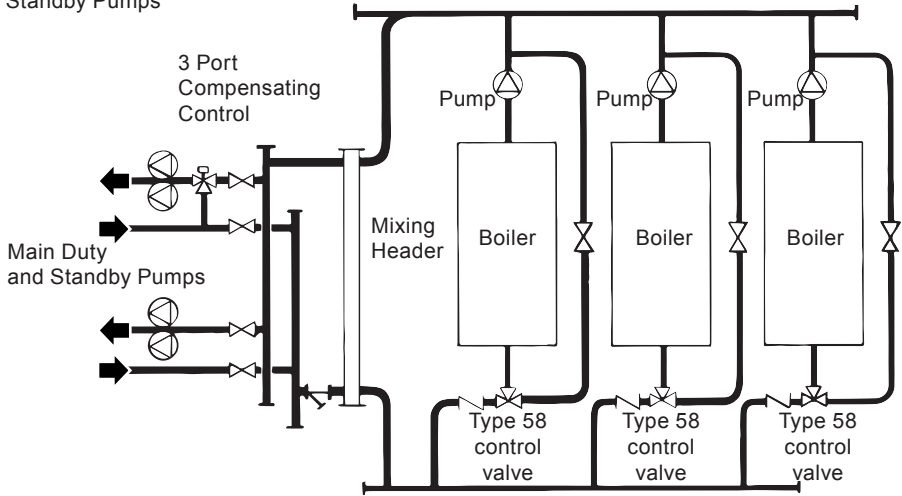 Standby Pumps
3 Port
Compensating
Control
Pump
Pump
Pump
Mixing
Header
Boiler
Boiler
Boiler
Main Duty
and Standby Pumps
Type 58
control
valve
Type 58
control
valve
Type 58
control
valve